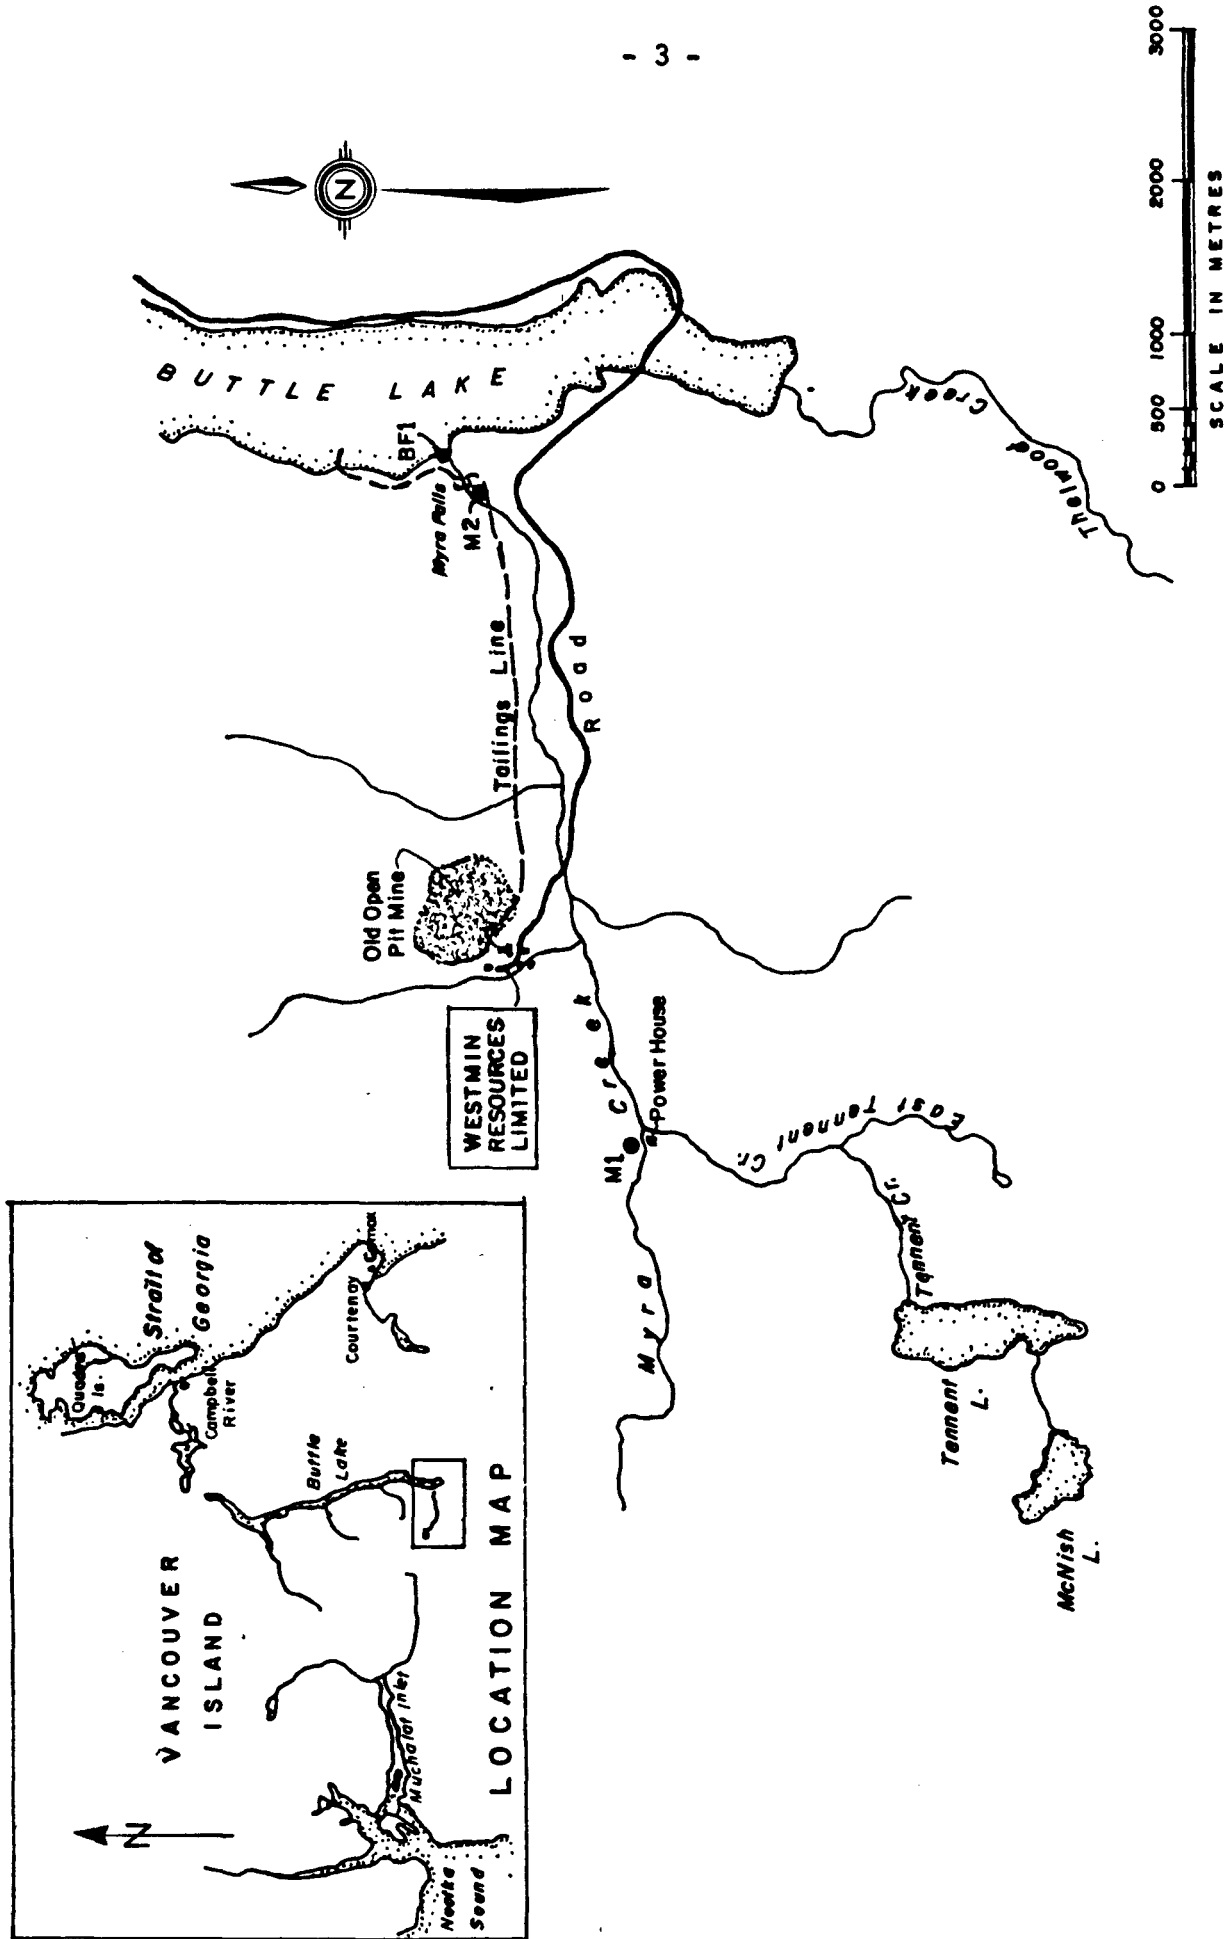 - 3 -
N
BUTTLE LAKE
BF1
Myra Falls
M2
Tailings Line
Road
Old Open
Pit Mine
WESTMIN
RESOURCES
LIMITED
Myra Creek
M1
Power House
East Tennent Cr.
Tennent Cr.
Tennent
L.
McNish
L.
Thelwood Creek
0 500 1000 2000 3000
SCALE IN METRES
N
VANCOUVER
ISLAND
Strait of
Georgia
Quadra
Is.
Campbell
River
Courtenay
Comox
Buttle
Lake
Muchalat Inlet
Nootka
Sound
LOCATION MAP